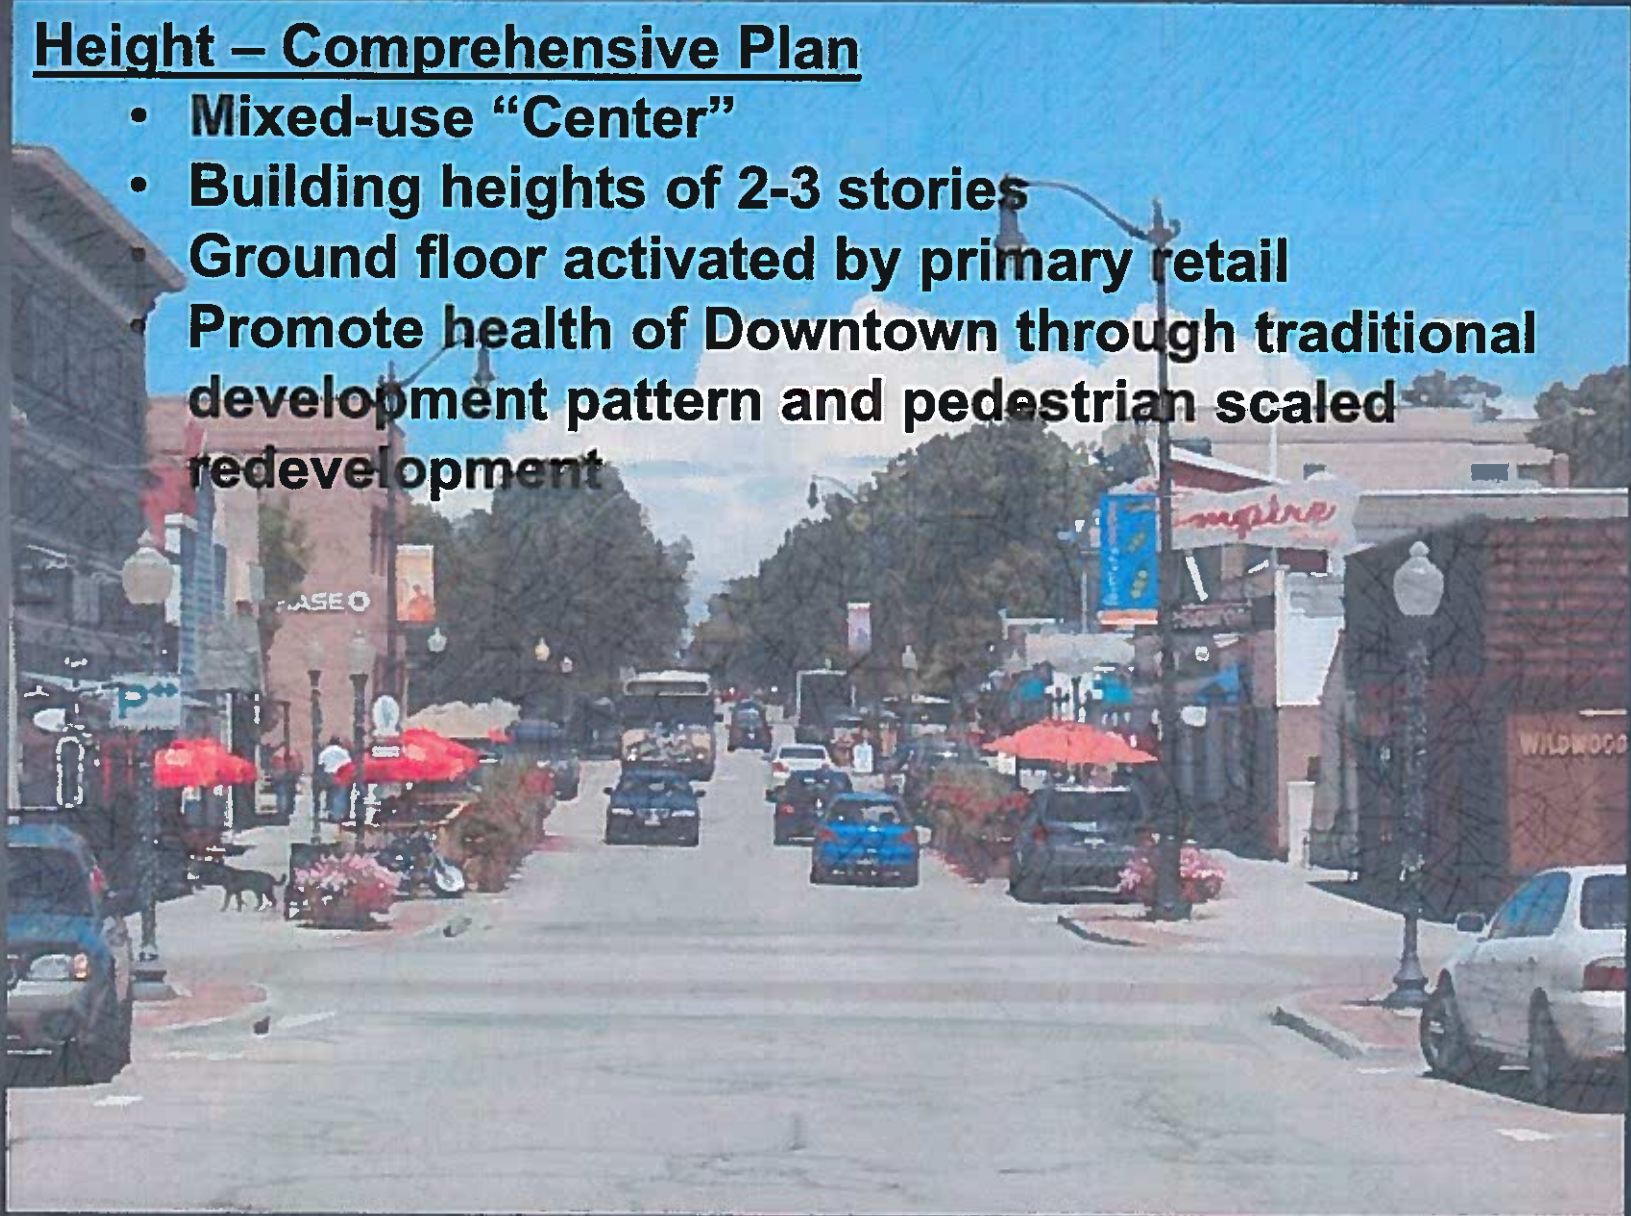 Height – Comprehensive Plan
• Mixed-use “Center”
• Building heights of 2-3 stories
• Ground floor activated by primary retail
• Promote health of Downtown through traditional
development pattern and pedestrian scaled
redevelopment
Empire
P
WILDWOOD